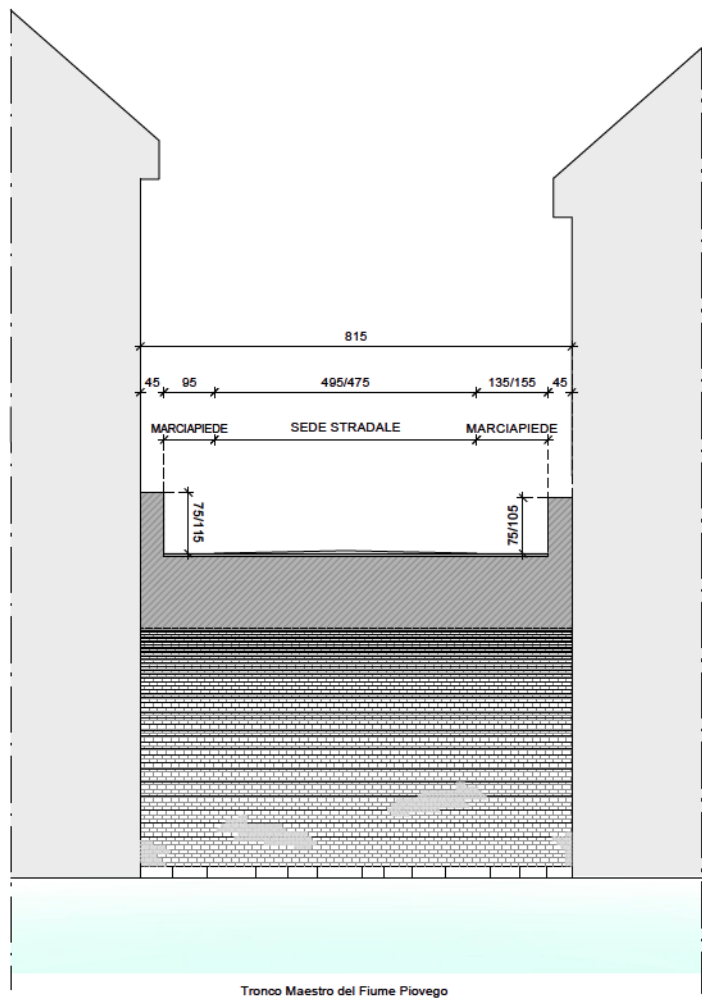 815
45 95 495/475 135/155 45
MARCIAPIEDE SEDE STRADALE MARCIAPIEDE
75/115
75/105
Tronco Maestro del Fiume Piovego